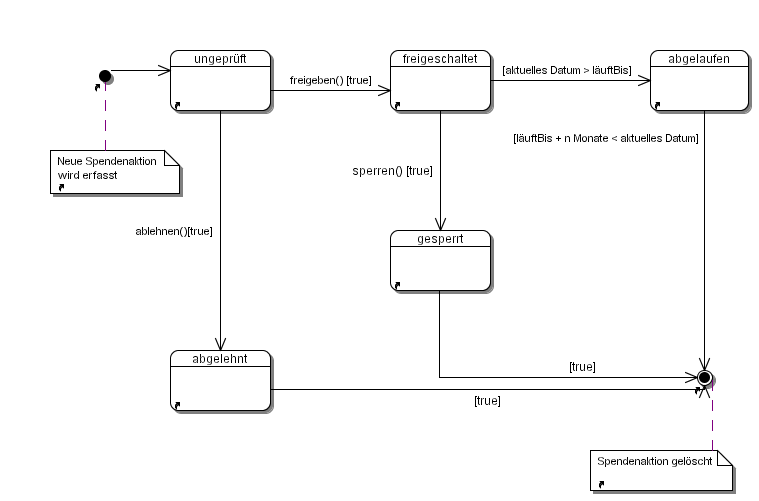 ungeprüft
freigeschaltet
abgelaufen
freigeben() [true]
[aktuelles Datum > läuftBis]
[läuftBis + n Monate < aktuelles Datum]
Neue Spendenaktion
wird erfasst
sperren() [true]
ablehnen()[true]
gesperrt
abgelehnt
[true]
[true]
Spendenaktion gelöscht